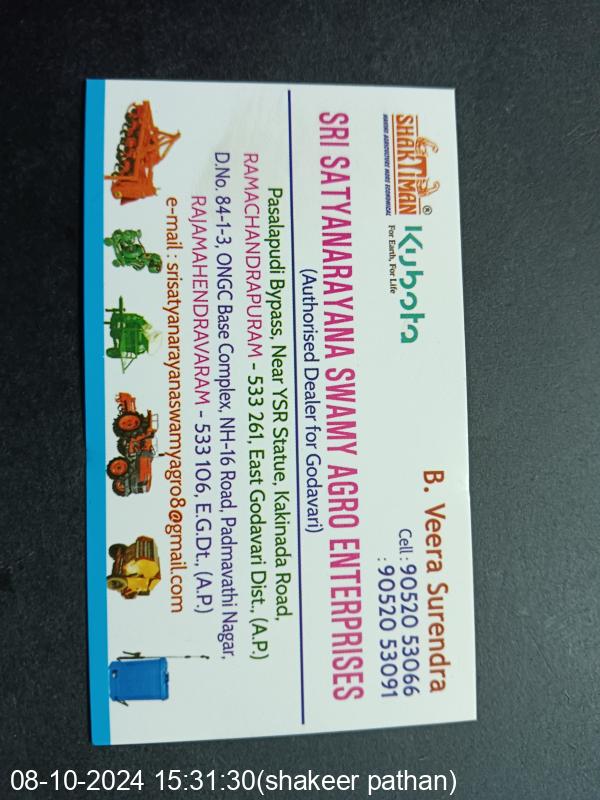 SHAKTIMAN®
MAKING AGRICULTURE MORE ECONOMICAL
Kubota
For Earth, For Life
B. Veera Surendra
Cell : 90520 53066
: 90520 53091
SRI SATYANARAYANA SWAMY AGRO ENTERPRISES
(Authorised Dealer for Godavari)
Pasalapudi Bypass, Near YSR Statue, Kakinada Road,
RAMACHANDRAPURAM - 533 261, East Godavari Dist., (A.P.)
D.No. 84-1-3, ONGC Base Complex, NH-16 Road, Padmavathi Nagar,
RAJAMAHENDRAVARAM - 533 106, E.G.Dt., (A.P.)
e-mail : srisatyanarayanaswamyagro8@gmail.com
08-10-2024 15:31:30(shakeer pathan)